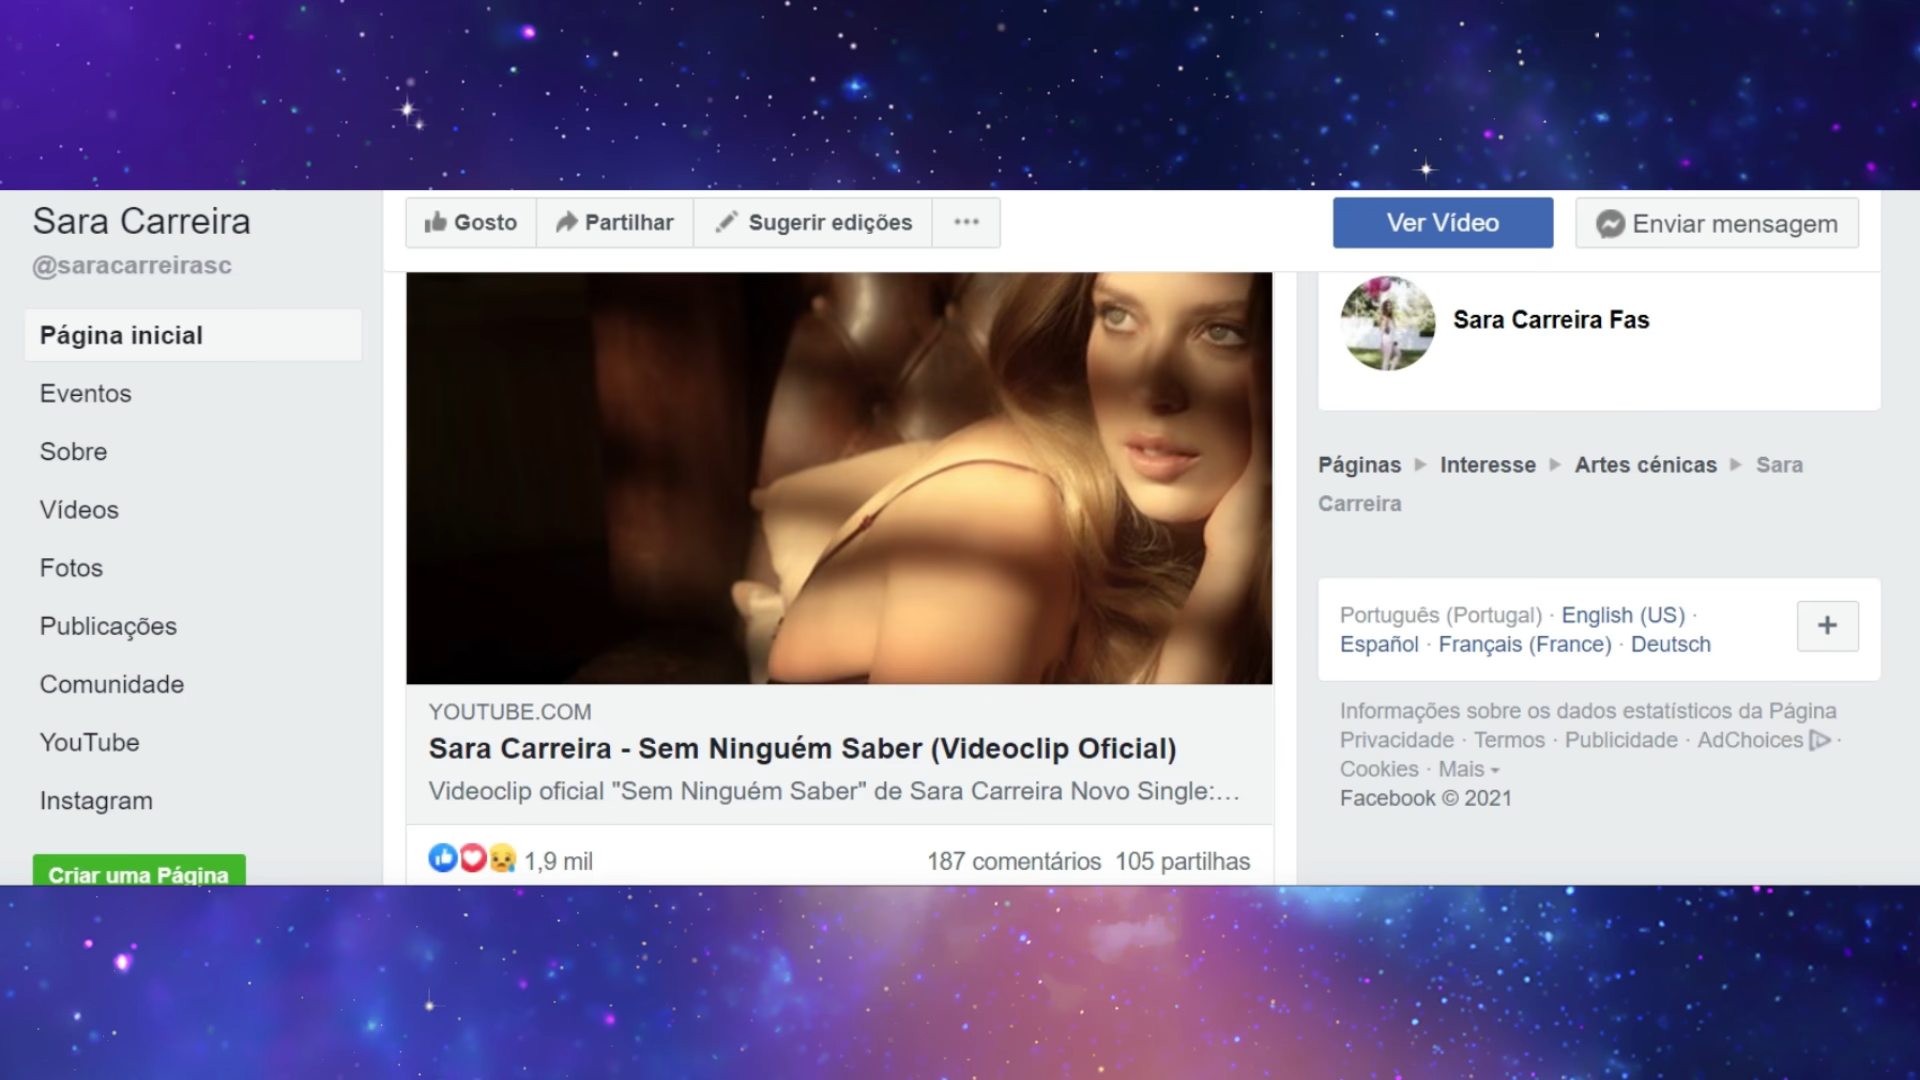 Sara Carreira
@saracarreirasc
Página inicial
Eventos
Sobre
Vídeos
Fotos
Publicações
Comunidade
YouTube
Instagram
Criar uma Página
Gosto
Partilhar
Sugerir edições
Ver Vídeo
Enviar mensagem
YOUTUBE.COM
Sara Carreira - Sem Ninguém Saber (Videoclip Oficial)
Videoclip oficial "Sem Ninguém Saber" de Sara Carreira Novo Single:...
1,9 mil
187 comentários 105 partilhas
Sara Carreira Fas
Páginas Interesse Artes cénicas Sara
Carreira
Português (Portugal) · English (US) ·
Español · Français (France) · Deutsch
Informações sobre os dados estatísticos da Página
Privacidade · Termos · Publicidade · AdChoices ·
Cookies · Mais
Facebook © 2021